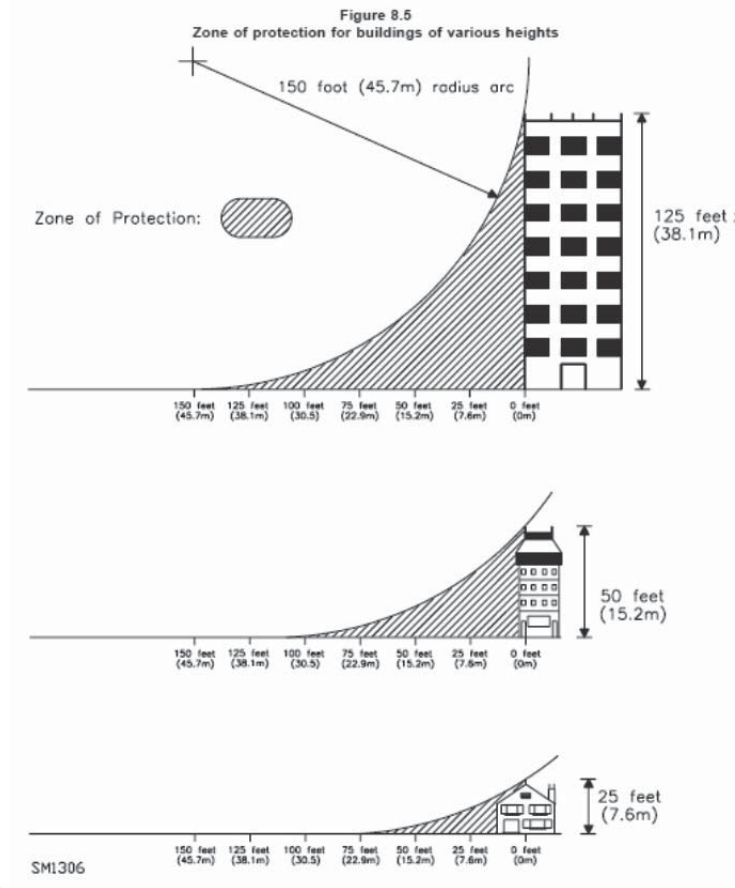 Figure 8.5
Zone of protection for buildings of various heights
150 foot (45.7m) radius arc
Zone of Protection:
125 feet
(38.1m)
150 feet 125 feet 100 feet 75 feet 50 feet 25 feet 0 feet
(45.7m) (38.1m) (30.5) (22.9m) (15.2m) (7.6m) (0m)
50 feet
(15.2m)
150 feet 125 feet 100 feet 75 feet 50 feet 25 feet 0 feet
(45.7m) (38.1m) (30.5) (22.9m) (15.2m) (7.6m) (0m)
25 feet
(7.6m)
150 feet 125 feet 100 feet 75 feet 50 feet 25 feet 0 feet
(45.7m) (38.1m) (30.5) (22.9m) (15.2m) (7.6m) (0m)
SM1306